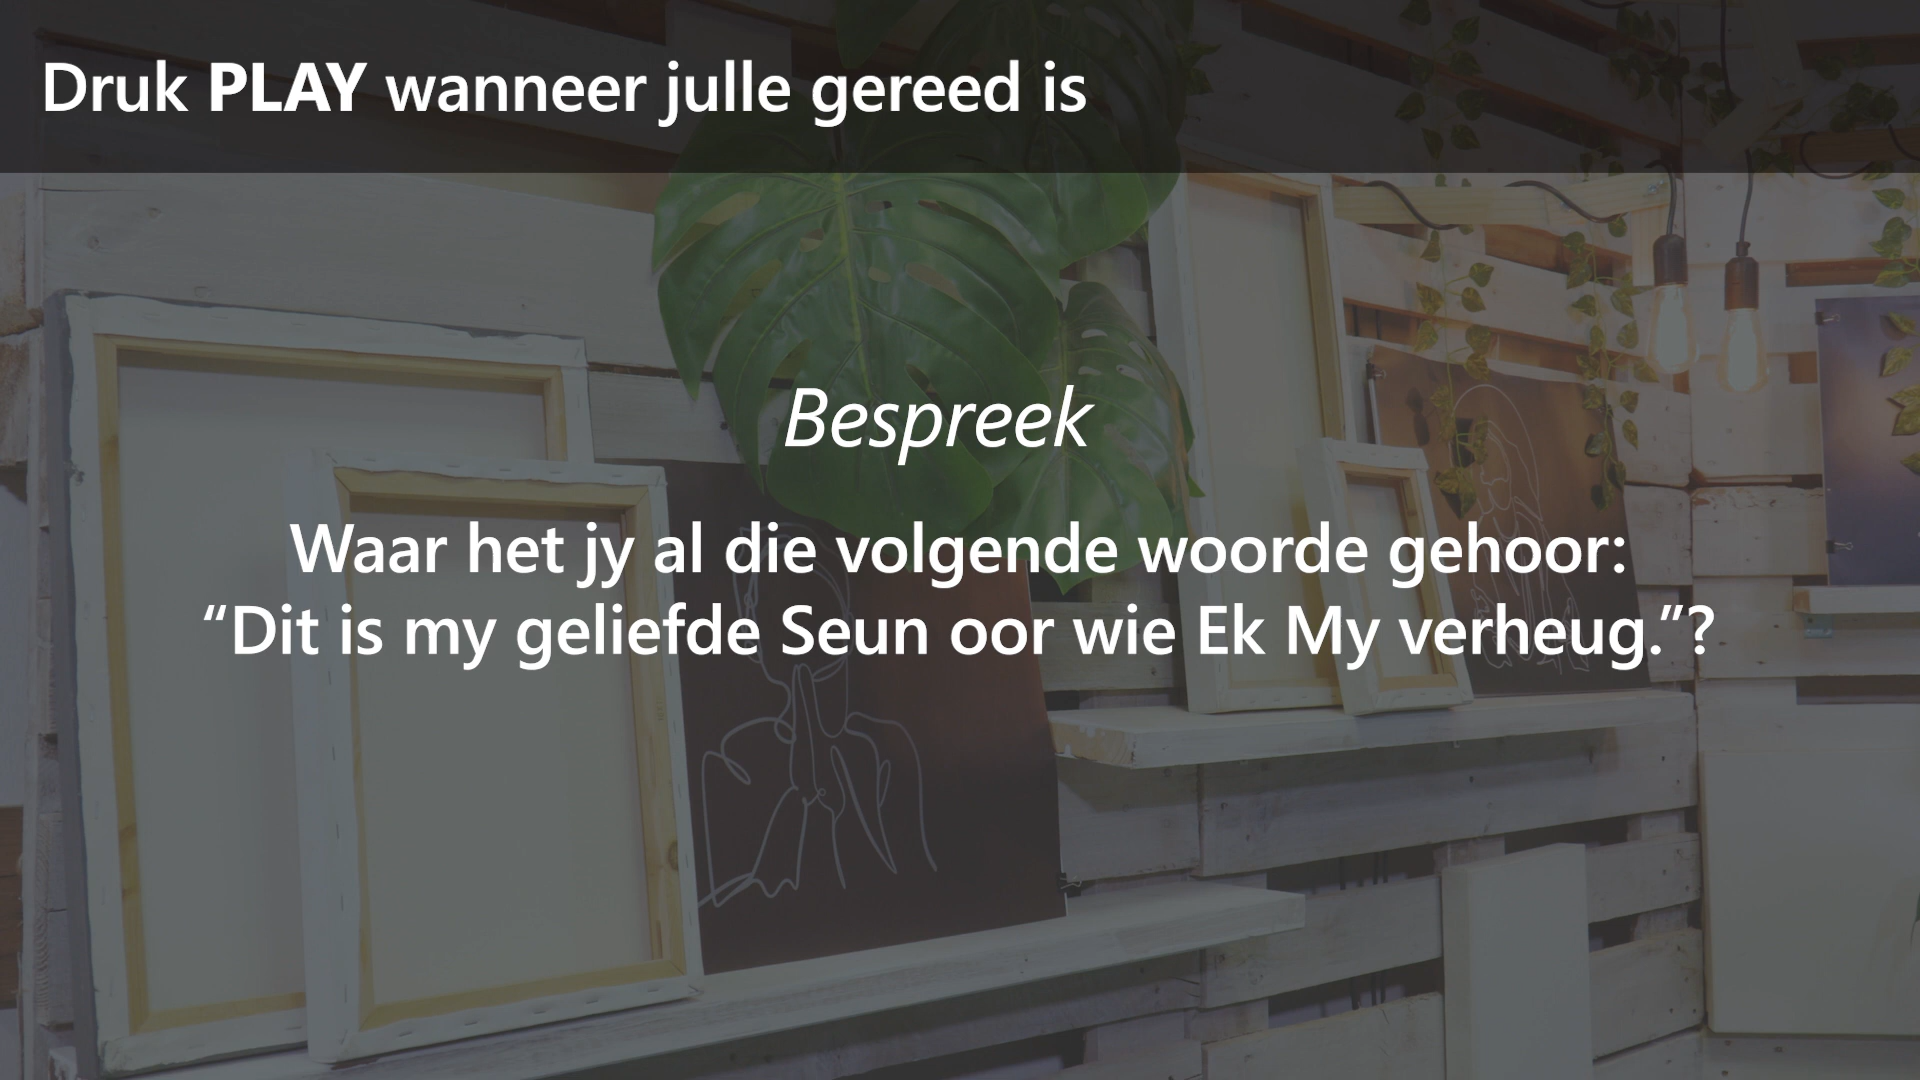 Druk PLAY wanneer julle gereed is
Bespreek
Waar het jy al die volgende woorde gehoor:
“Dit is my geliefde Seun oor wie Ek My verheug.”?